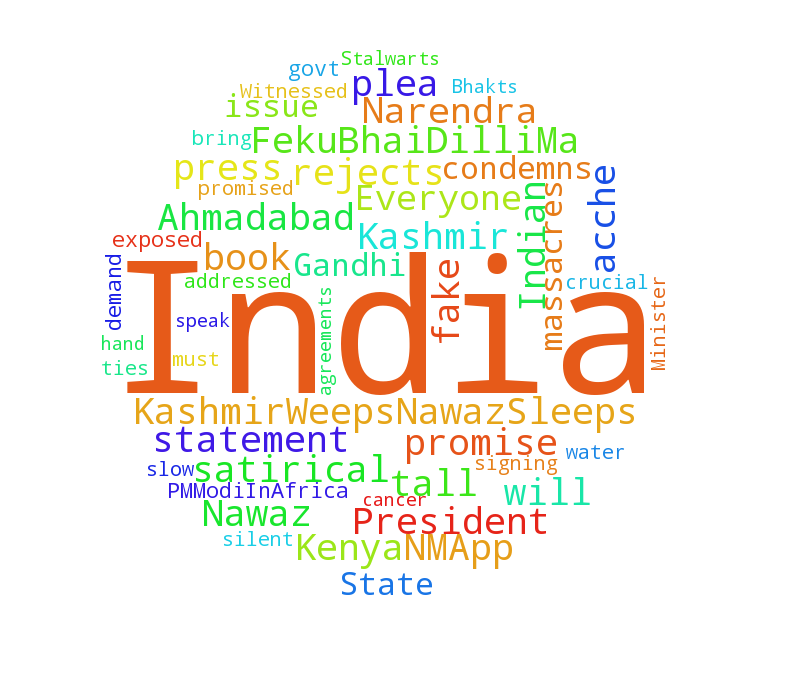 Stalwarts
govt
plea
Bhakts
Witnessed
issue
Narendra
bring
FekuBhaiDilliMa
press
rejects
condemns
promised
Everyone
Indian
massacres
acche
Ahmadabad
Kashmir
exposed
book
Gandhi
fake
demand
addressed
crucial
India
agreements
Minister
speak
hand
ties
must
KashmirWeepsNawazSleeps
statement
promise
slow
satirical
signing
water
PMModiInAfrica
tall
will
cancer
Nawaz
President
silent
Kenya
NMApp
State